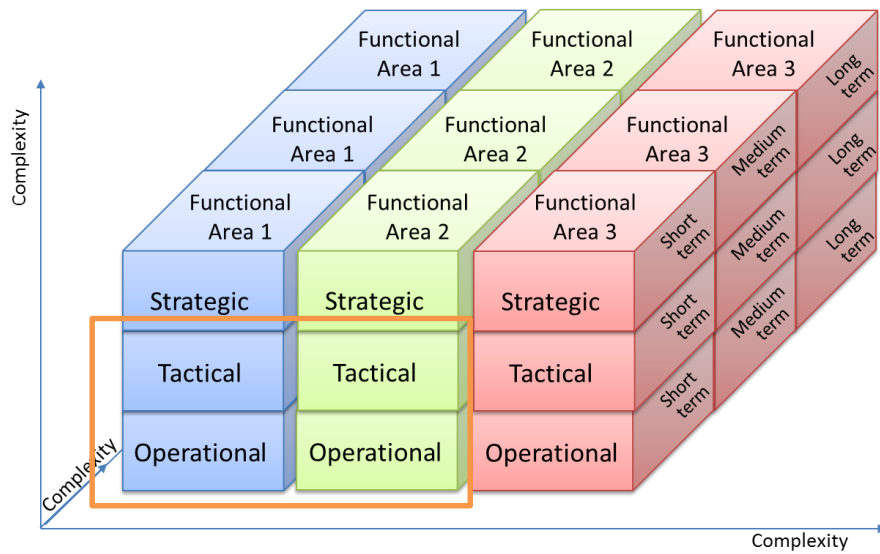 Functional
Area 1
Functional
Area 2
Functional
Area 3
Long
term
Functional
Area 1
Functional
Area 2
Functional
Area 3
Medium
term
Long
term
Functional
Area 1
Functional
Area 2
Functional
Area 3
Short
term
Medium
term
Long
term
Strategic
Strategic
Strategic
Short
term
Medium
term
Tactical
Tactical
Tactical
Short
term
Operational
Operational
Operational
Complexity
Complexity
Complexity